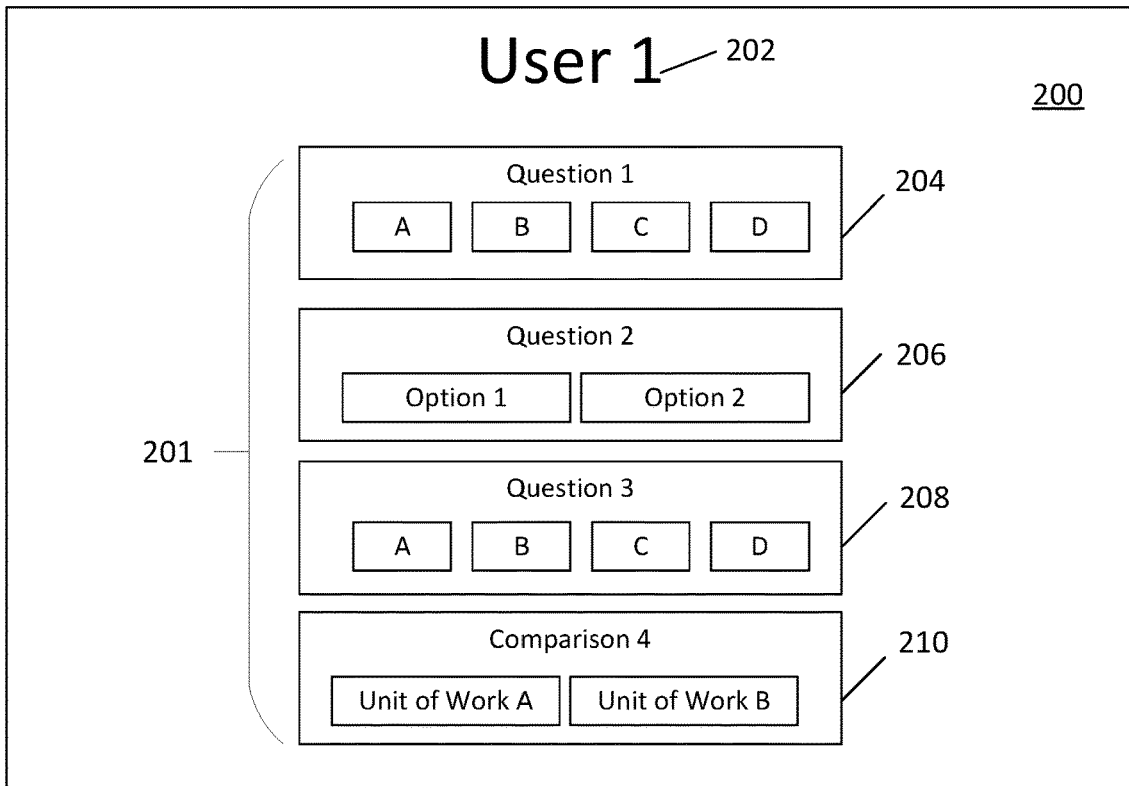 User 1 202
200
Question 1
204
A B C D
Question 2
206
Option 1 Option 2
201
Question 3
208
A B C D
Comparison 4
210
Unit of Work A Unit of Work B